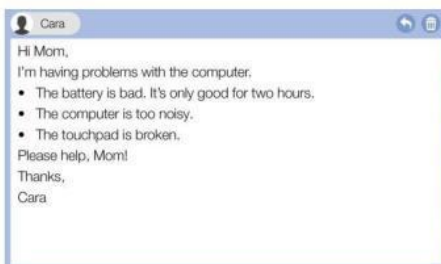 Cara
Hi Mom,
I'm having problems with the computer.
• The battery is bad. It's only good for two hours.
• The computer is too noisy.
• The touchpad is broken.
Please help, Mom!
Thanks,
Cara